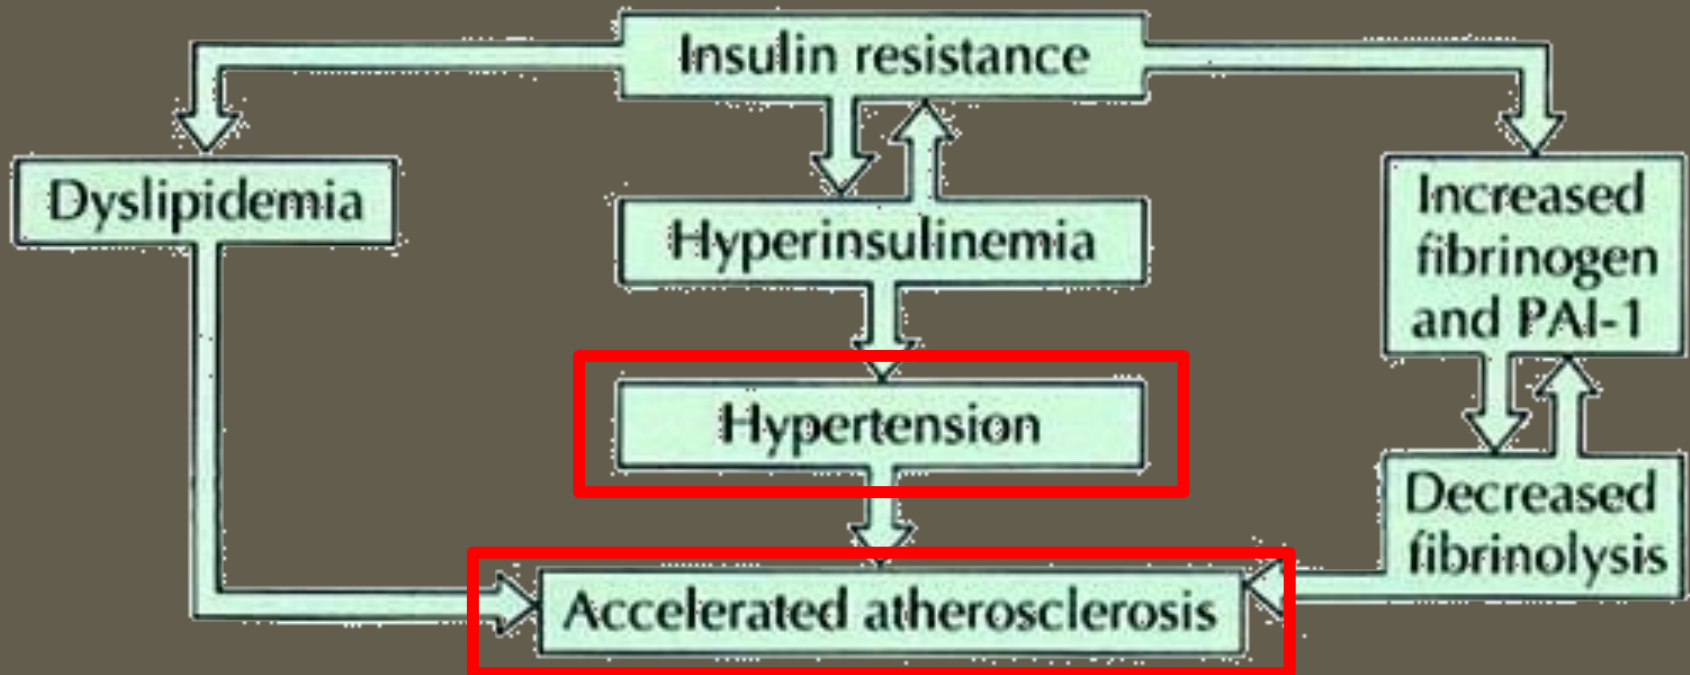 Insulin resistance
Dyslipidemia
Hyperinsulinemia
Increased
fibrinogen
and PAI-1
Hypertension
Decreased
fibrinolysis
Accelerated atherosclerosis